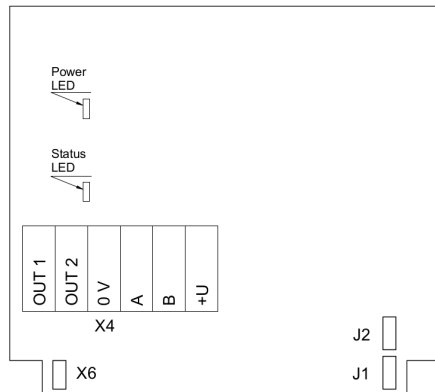 Power
LED
Status
LED
OUT 1
OUT 2
0 V
A
B
+U
X4
J2
X6
J1